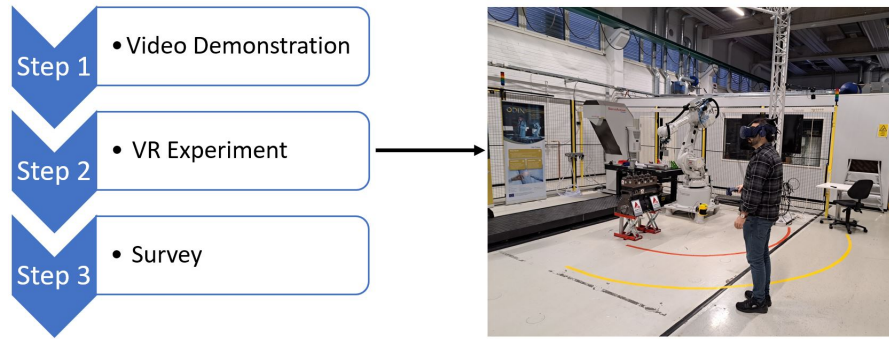 Step 1
• Video Demonstration
Step 2
• VR Experiment
Step 3
• Survey